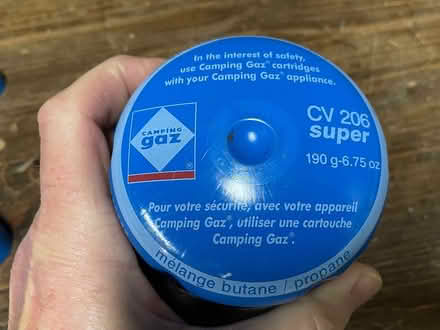 In the interest of safety,
use Camping Gaz® cartridges
with your Camping Gaz® appliance.
CAMPING
gaz
®
CV 206
super
190 g-6.75 oz
Pour votre sécurité, avec votre appareil
Camping Gaz®, utiliser une cartouche
Camping Gaz®.
mélange butane / propane